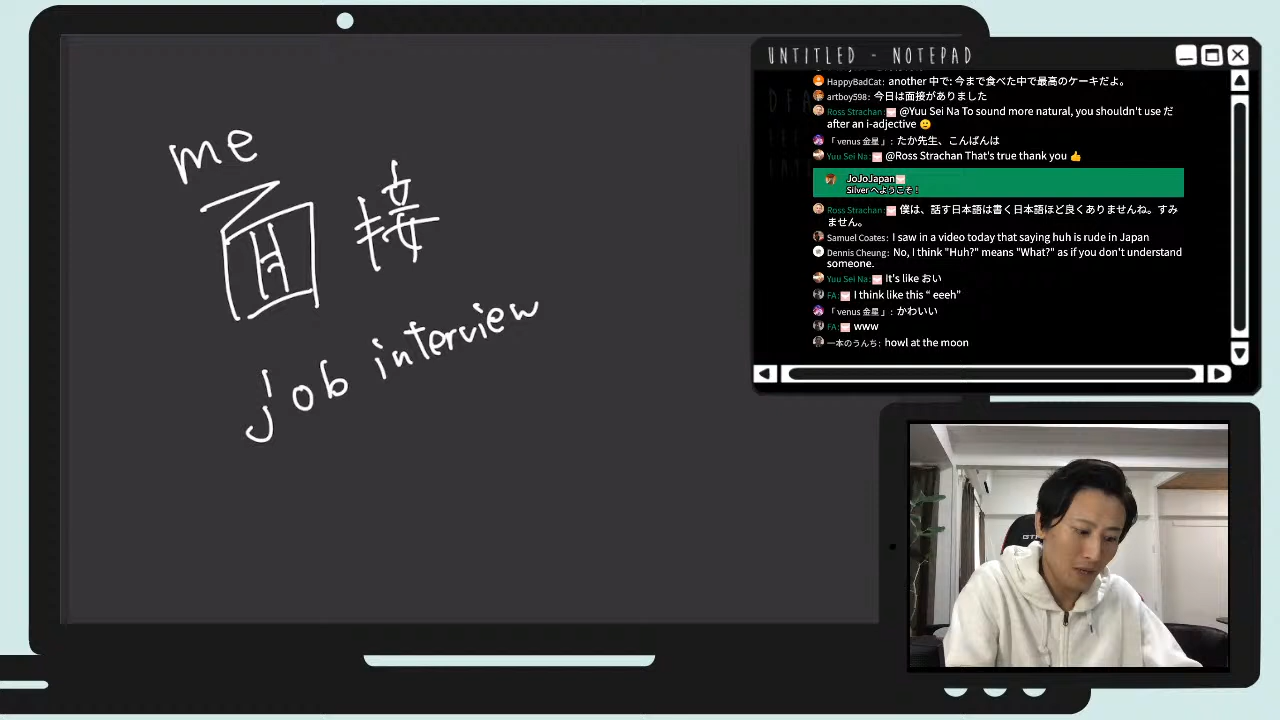 me
面接
job interview
UNTITLED - NOTEPAD
HappyBadCat: another 中で: 今まで食べた中で最高のケーキだよ。
artboy598: 今日は面接がありました
Ross Strachan: @Yuu Sei Na To sound more natural, you shouldn't use だ
after an i-adjective 🙂
「 venus 金星 」: たか先生、こんばんは
Yuu Sei Na: @Ross Strachan That's true thank you 👍
JoJoJapan
Silver へようこそ！
Ross Strachan: 僕は、話す日本語は書く日本語ほど良くありませんね。すみ
ません。
Samuel Coates: I saw in a video today that saying huh is rude in Japan
Dennis Cheung: No, I think "Huh?" means "What?" as if you don't understand
someone.
Yuu Sei Na: It's like おい
FA: I think like this “ eeeh”
「 venus 金星 」: かわいい
FA: www
一本のうんち: howl at the moon